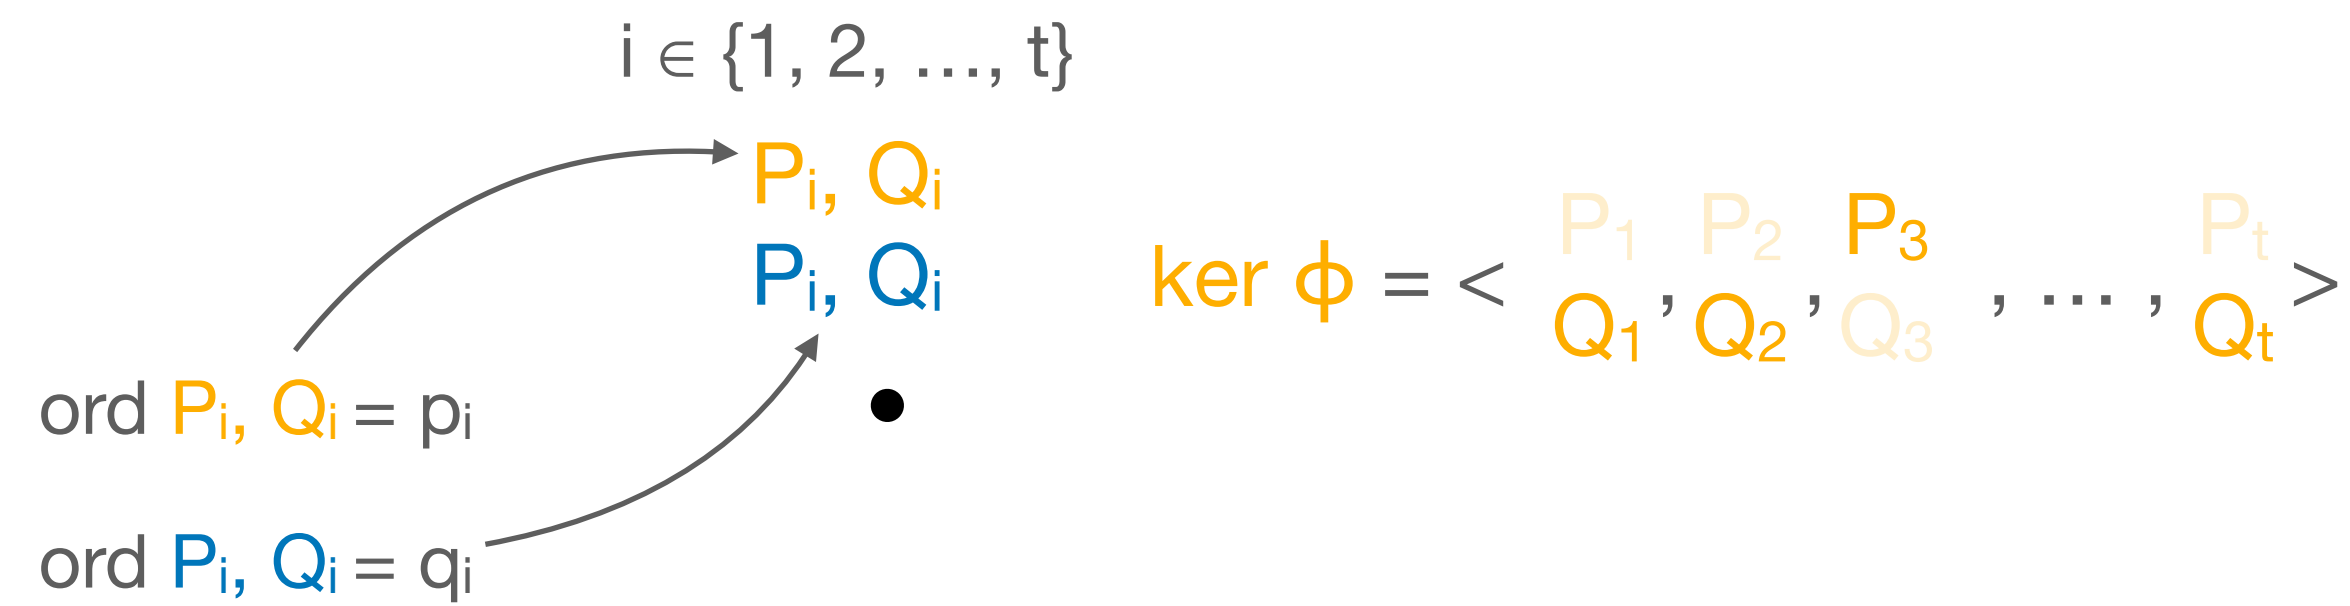 i ∈ {1, 2, ..., t}
Pᵢ, Qᵢ
Pᵢ, Qᵢ
P₁ P₂ P₃ Pₜ
ker ϕ = < , , , ... , >
Q₁ Q₂ Q₃ Qₜ
ord Pᵢ, Qᵢ = pᵢ
ord Pᵢ, Qᵢ = qᵢ